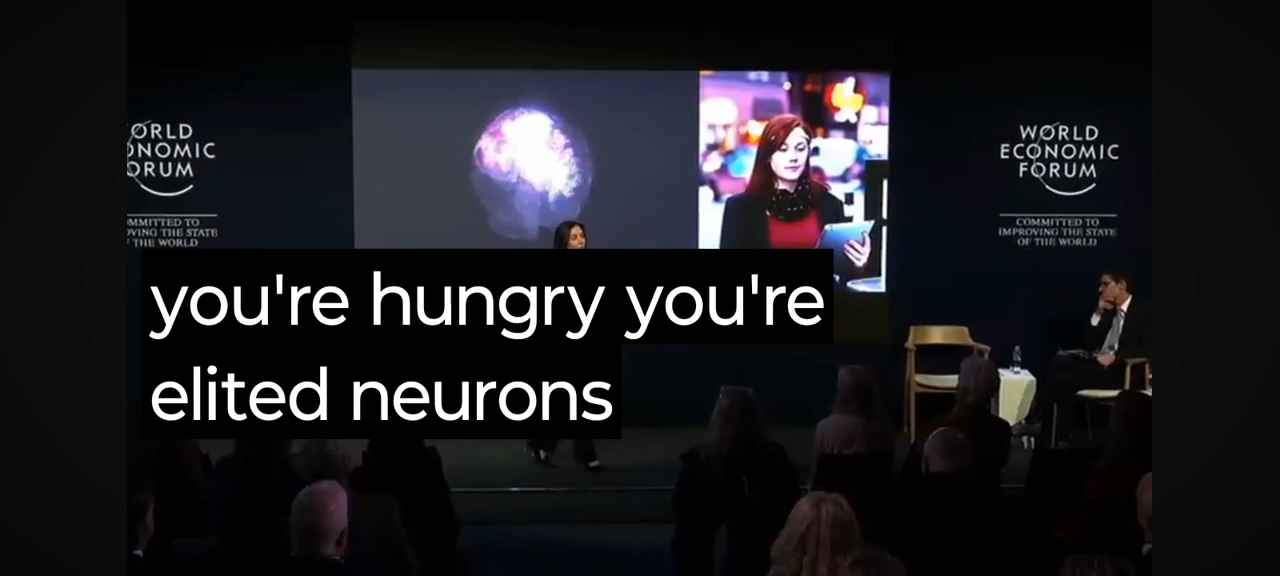 ORLD
ONOMIC
ORUM
MMITTED TO
OVING THE STATE
F THE WORLD
WORLD
ECONOMIC
FORUM
COMMITTED TO
IMPROVING THE STATE
OF THE WORLD
you're hungry you're
elited neurons